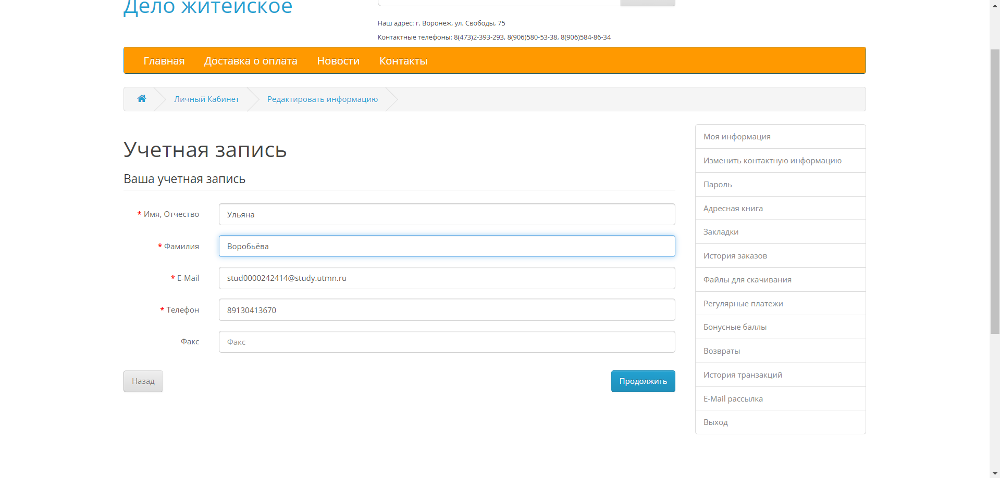 Дело житейское
Наш адрес: г. Воронеж, ул. Свободы, 75
Контактные телефоны: 8(473)2-393-293, 8(906)580-53-38, 8(906)584-86-34
Главная Доставка о оплата Новости Контакты
Личный Кабинет Редактировать информацию
Учетная запись
Ваша учетная запись
* Имя, Отчество Ульяна
* Фамилия Воробьёва
* E-Mail stud0000242414@study.utmn.ru
* Телефон 89130413670
Факс Факс
Назад Продолжить
Моя информация
Изменить контактную информацию
Пароль
Адресная книга
Закладки
История заказов
Файлы для скачивания
Регулярные платежи
Бонусные баллы
Возвраты
История транзакций
E-Mail рассылка
Выход